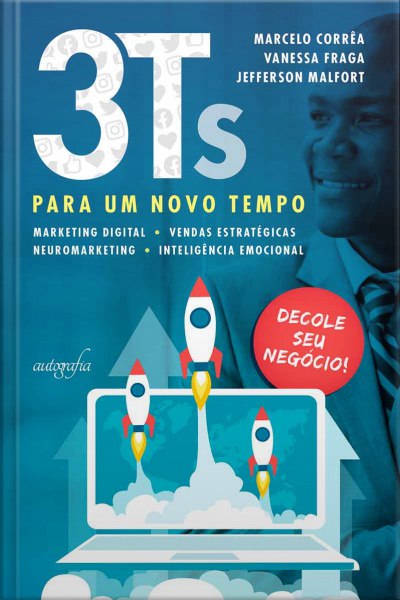 MARCELO CORRÊA
VANESSA FRAGA
JEFFERSON MALFORT
3Ts
PARA UM NOVO TEMPO
MARKETING DIGITAL • VENDAS ESTRATÉGICAS
NEUROMARKETING • INTELIGÊNCIA EMOCIONAL
DECOLE
SEU
NEGÓCIO!
autografia